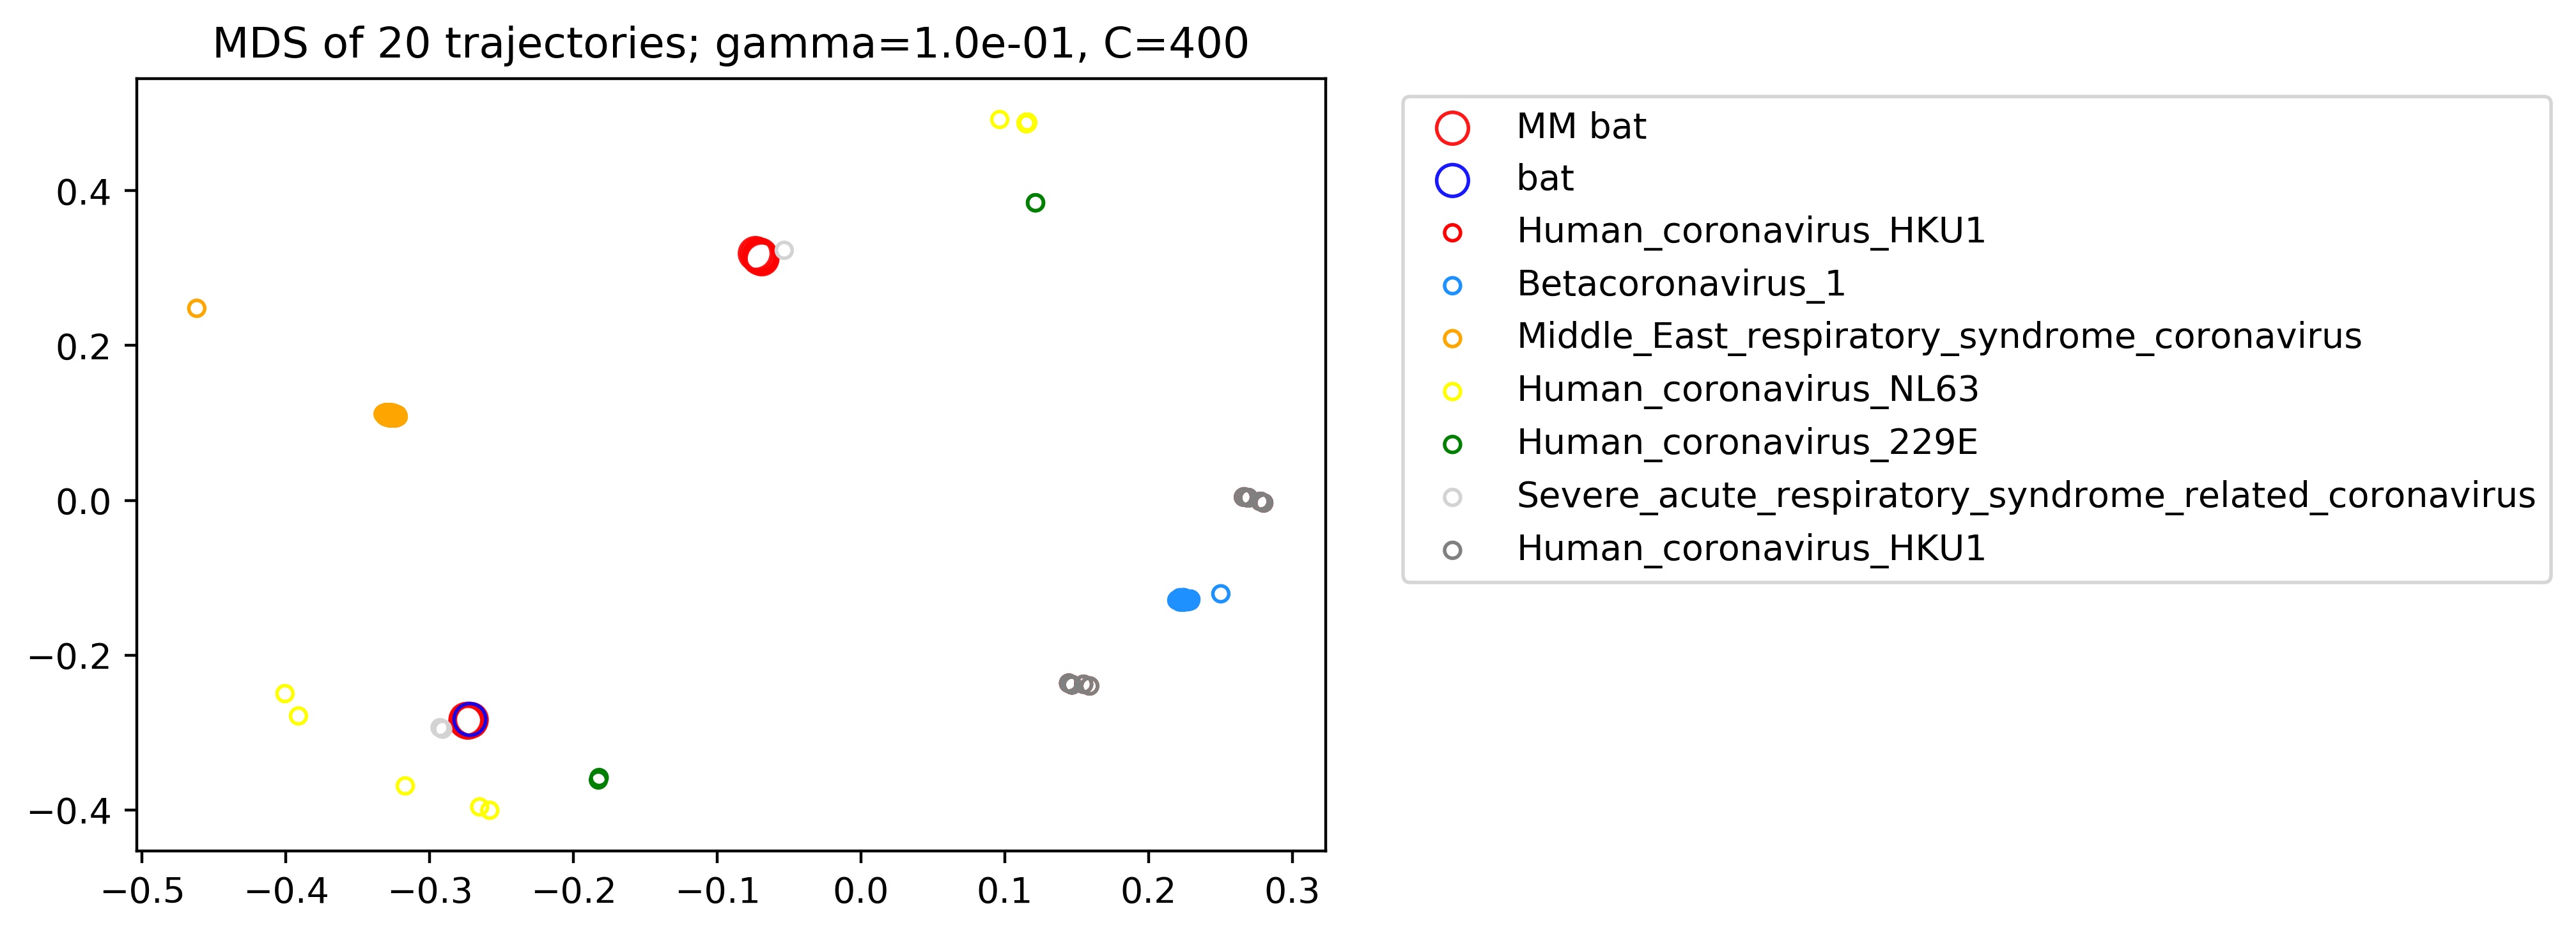 MDS of 20 trajectories; gamma=1.0e-01, C=400
0.4
0.2
0.0
−0.2
−0.4
−0.5 −0.4 −0.3 −0.2 −0.1 0.0 0.1 0.2 0.3
MM bat
bat
Human_coronavirus_HKU1
Betacoronavirus_1
Middle_East_respiratory_syndrome_coronavirus
Human_coronavirus_NL63
Human_coronavirus_229E
Severe_acute_respiratory_syndrome_related_coronavirus
Human_coronavirus_HKU1